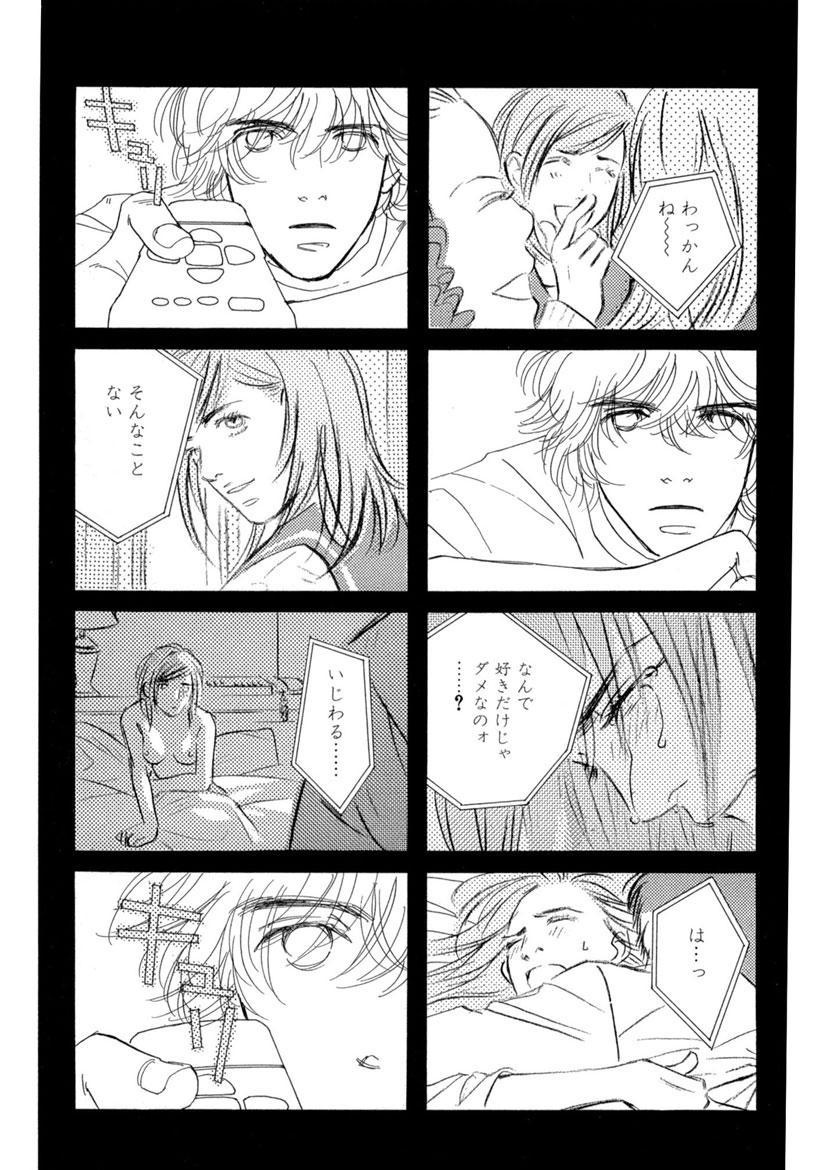 わっかん
ね〜〜
キュ
そんなこと
ない
なんで
好きだけじゃ
ダメなのォ
……?
いじわる……
は…っ
キュ